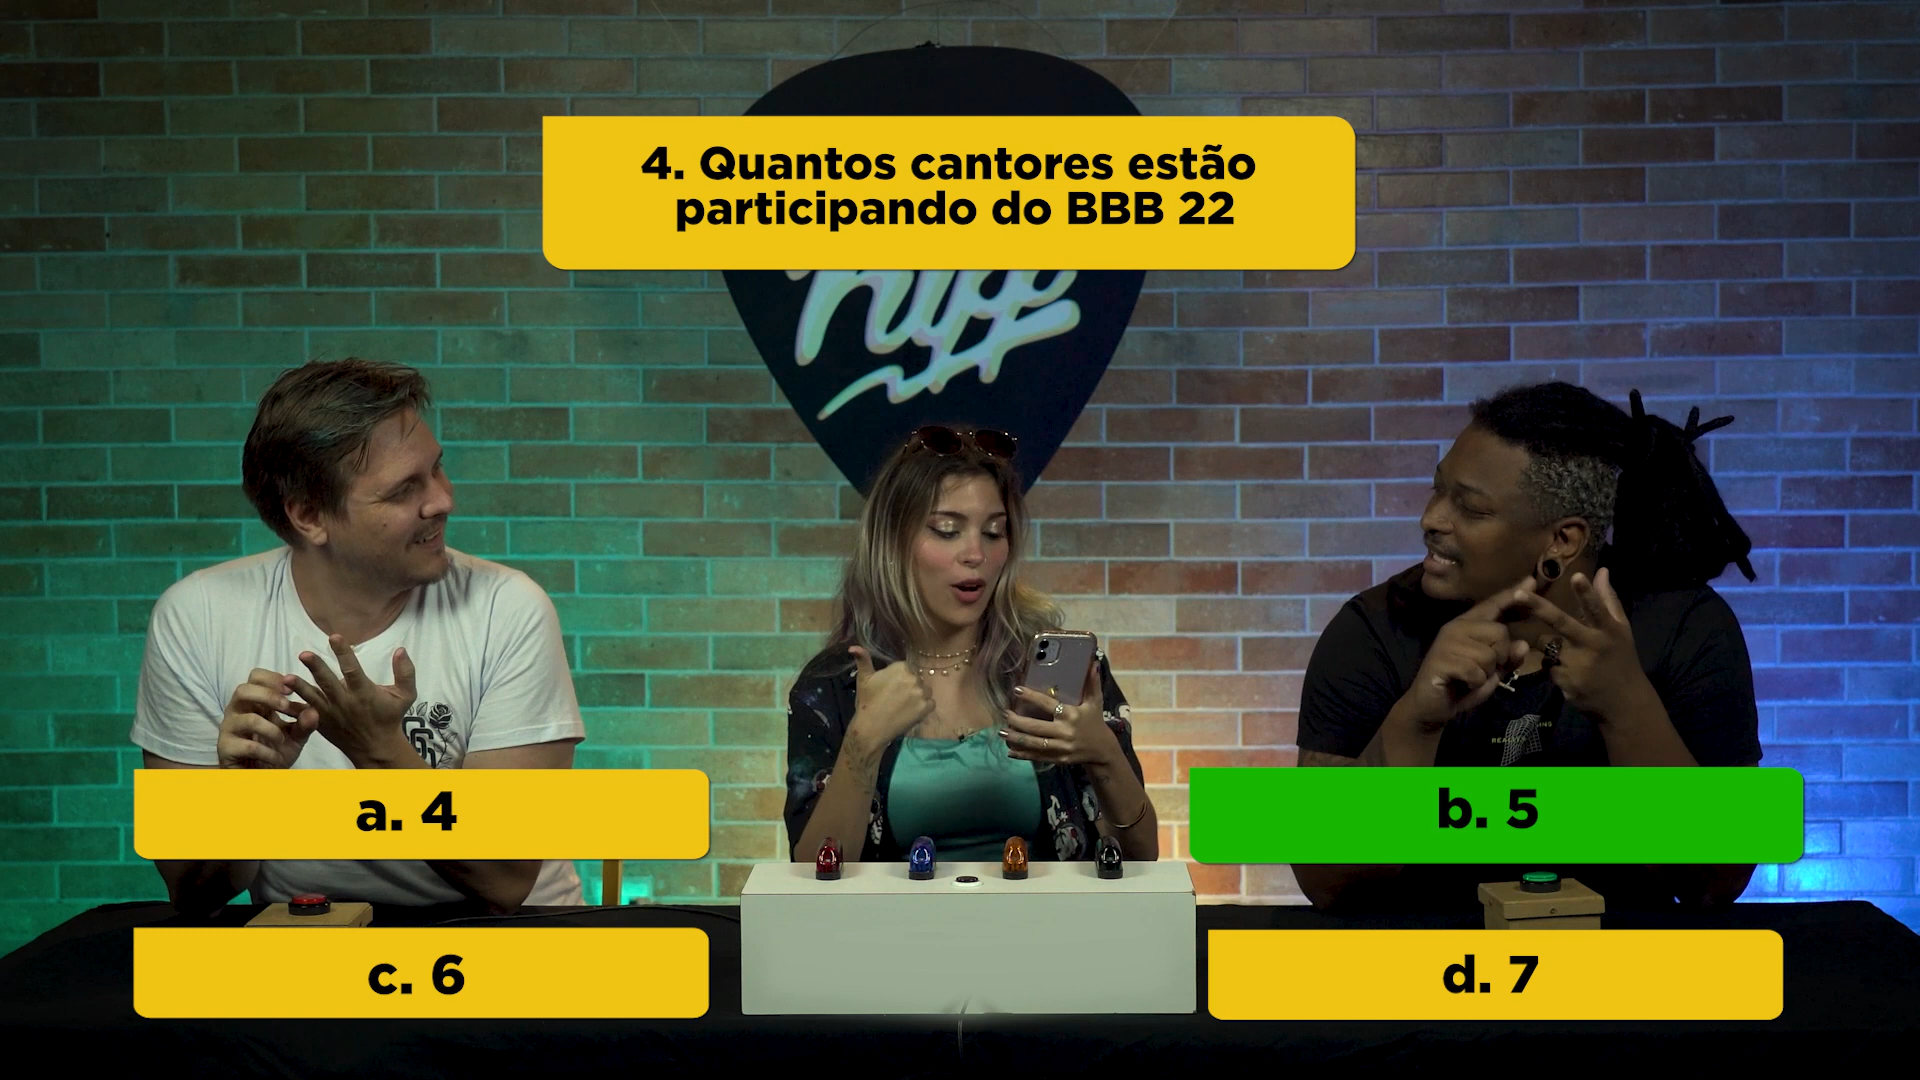 4. Quantos cantores estão
participando do BBB 22
a. 4
b. 5
c. 6
d. 7